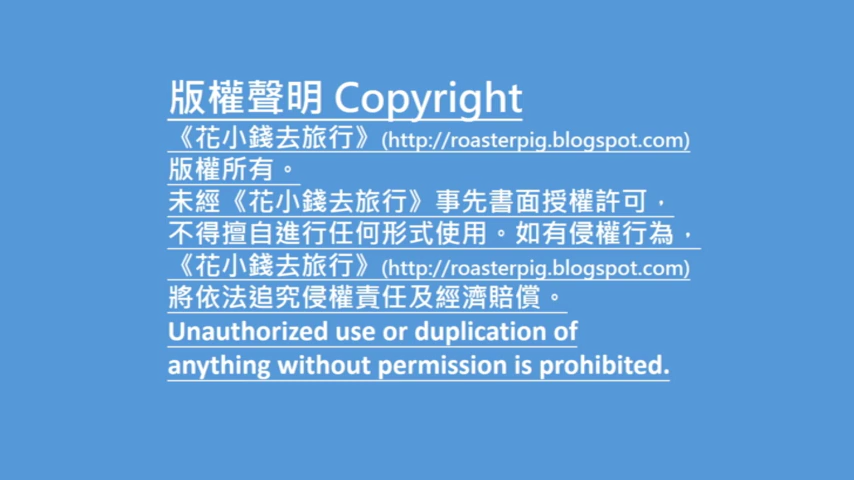 版權聲明 Copyright
《花小錢去旅行》(http://roasterpig.blogspot.com)
版權所有。
未經《花小錢去旅行》事先書面授權許可，
不得擅自進行任何形式使用。如有侵權行為，
《花小錢去旅行》(http://roasterpig.blogspot.com)
將依法追究侵權責任及經濟賠償。
Unauthorized use or duplication of
anything without permission is prohibited.